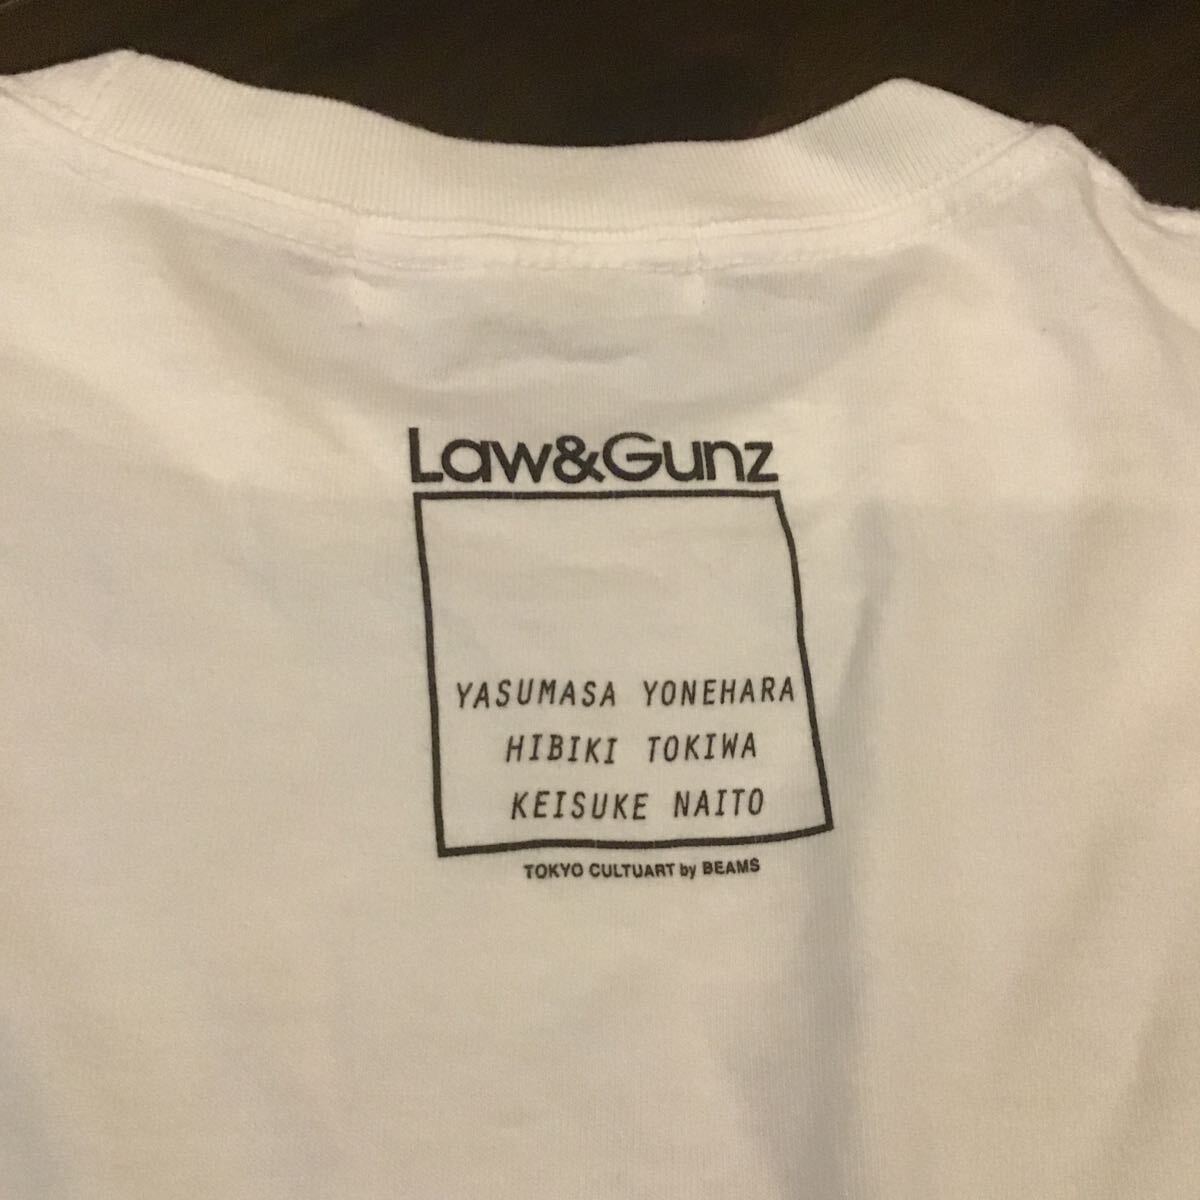 Law&Gunz
YASUMASA YONEHARA
HIBIKI TOKIWA
KEISUKE NAITO
TOKYO CULTUART by BEAMS